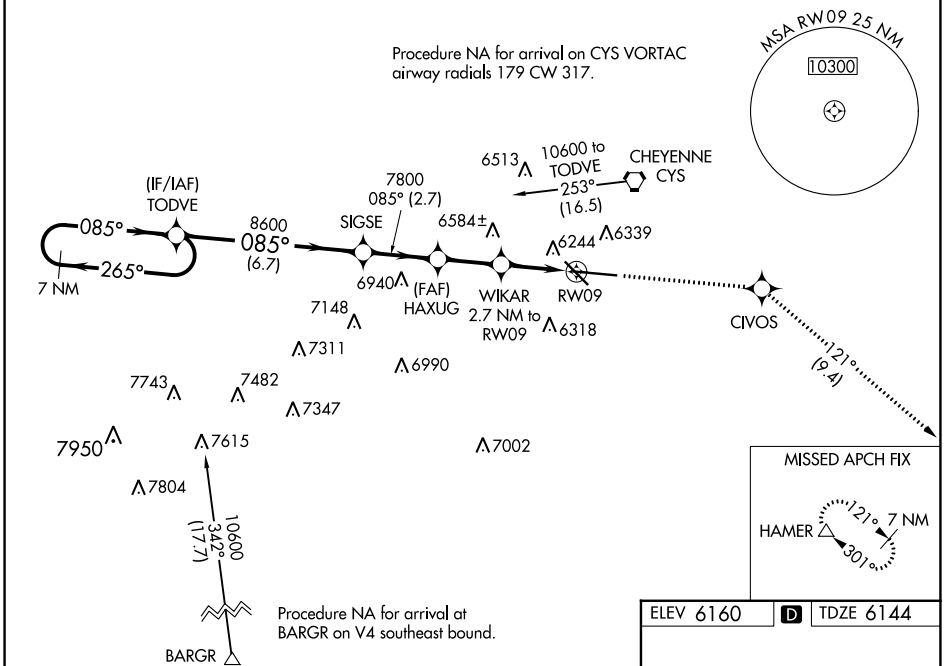 Procedure NA for arrival on CYS VORTAC
airway radials 179 CW 317.
MSA RW09 25 NM
10300
(IF/IAF)
TODVE
085°
265°
7 NM
8600
085°
(6.7)
SIGSE
7800
085° (2.7)
6513
10600 to
TODVE
253°
(16.5)
CHEYENNE
CYS
6584±
6244
6339
6940
(FAF)
HAXUG
WIKAR
2.7 NM to
RW09
RW09
6318
CIVOS
121°
(9.4)
7148
7311
6990
7743
7482
7347
7950
7615
7002
7804
10600
342°
(17.7)
BARGR
Procedure NA for arrival at
BARGR on V4 southeast bound.
MISSED APCH FIX
HAMER
121°
301°
7 NM
ELEV 6160
D
TDZE 6144